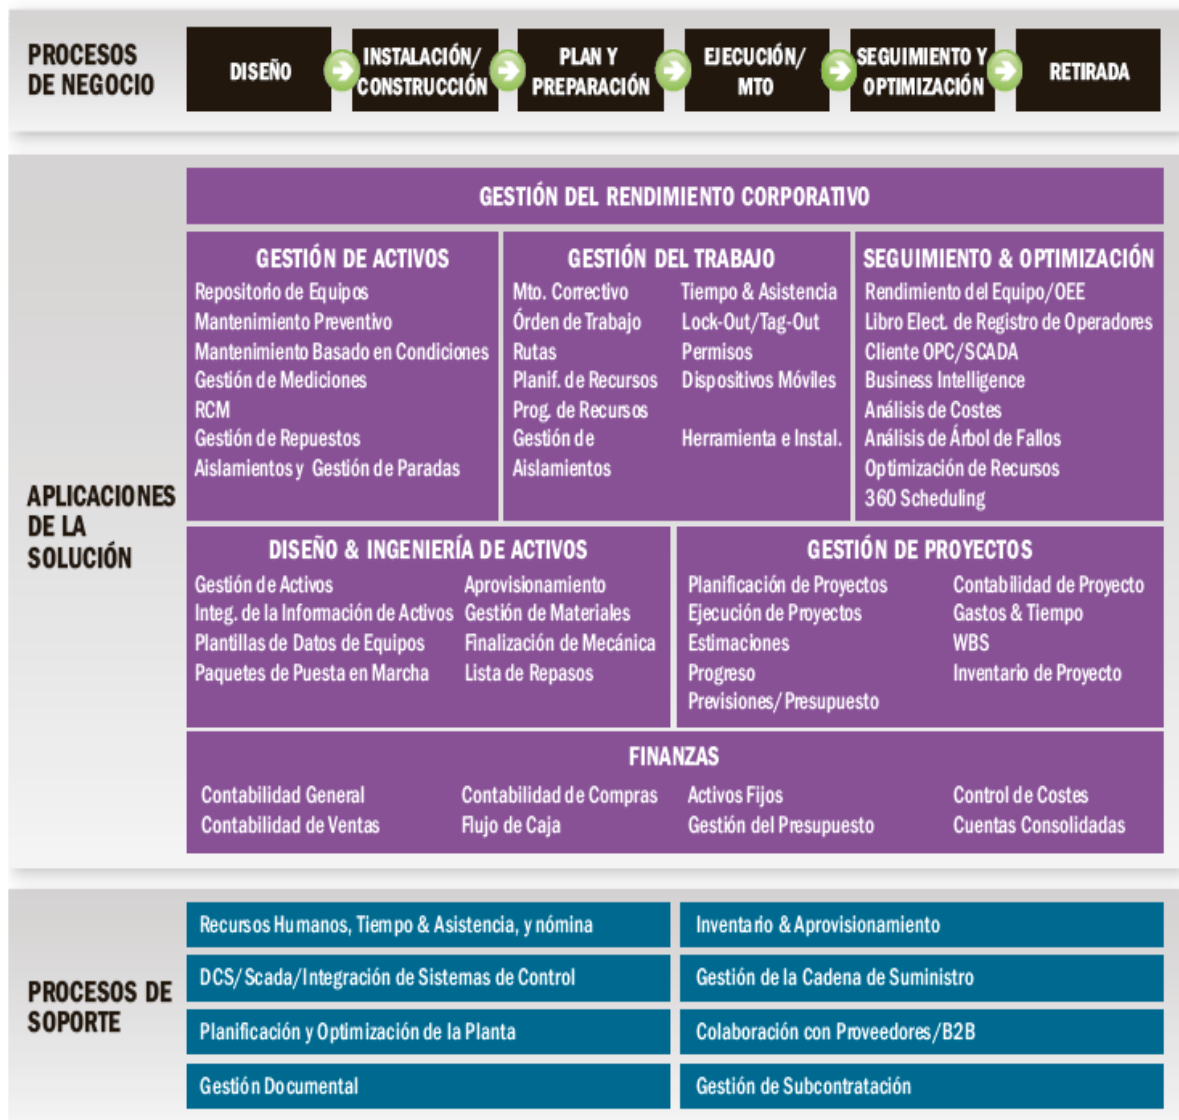 PROCESOS
DE NEGOCIO
DISEÑO
INSTALACIÓN/
CONSTRUCCIÓN
PLAN Y
PREPARACIÓN
EJECUCIÓN/
MTO
SEGUIMIENTO Y
OPTIMIZACIÓN
RETIRADA
APLICACIONES
DE LA
SOLUCIÓN
GESTIÓN DEL RENDIMIENTO CORPORATIVO
GESTIÓN DE ACTIVOS
Repositorio de Equipos
Mantenimiento Preventivo
Mantenimiento Basado en Condiciones
Gestión de Mediciones
RCM
Gestión de Repuestos
Aislamientos y Gestión de Paradas
GESTIÓN DEL TRABAJO
Mto. Correctivo
Órden de Trabajo
Rutas
Planif. de Recursos
Prog. de Recursos
Gestión de
Aislamientos
Tiempo & Asistencia
Lock-Out/Tag-Out
Permisos
Dispositivos Móviles
Herramienta e Instal.
SEGUIMIENTO & OPTIMIZACIÓN
Rendimiento del Equipo/OEE
Libro Elect. de Registro de Operadores
Cliente OPC/SCADA
Business Intelligence
Análisis de Costes
Análisis de Árbol de Fallos
Optimización de Recursos
360 Scheduling
DISEÑO & INGENIERÍA DE ACTIVOS
Gestión de Activos
Integ. de la Información de Activos
Plantillas de Datos de Equipos
Paquetes de Puesta en Marcha
Aprovisionamiento
Gestión de Materiales
Finalización de Mecánica
Lista de Repasos
GESTIÓN DE PROYECTOS
Planificación de Proyectos
Ejecución de Proyectos
Estimaciones
Progreso
Previsiones/Presupuesto
Contabilidad de Proyecto
Gastos & Tiempo
WBS
Inventario de Proyecto
FINANZAS
Contabilidad General
Contabilidad de Ventas
Contabilidad de Compras
Flujo de Caja
Activos Fijos
Gestión del Presupuesto
Control de Costes
Cuentas Consolidadas
PROCESOS DE
SOPORTE
Recursos Humanos, Tiempo & Asistencia, y nómina
DCS/Scada/Integración de Sistemas de Control
Planificación y Optimización de la Planta
Gestión Documental
Inventario & Aprovisionamiento
Gestión de la Cadena de Suministro
Colaboración con Proveedores/B2B
Gestión de Subcontratación